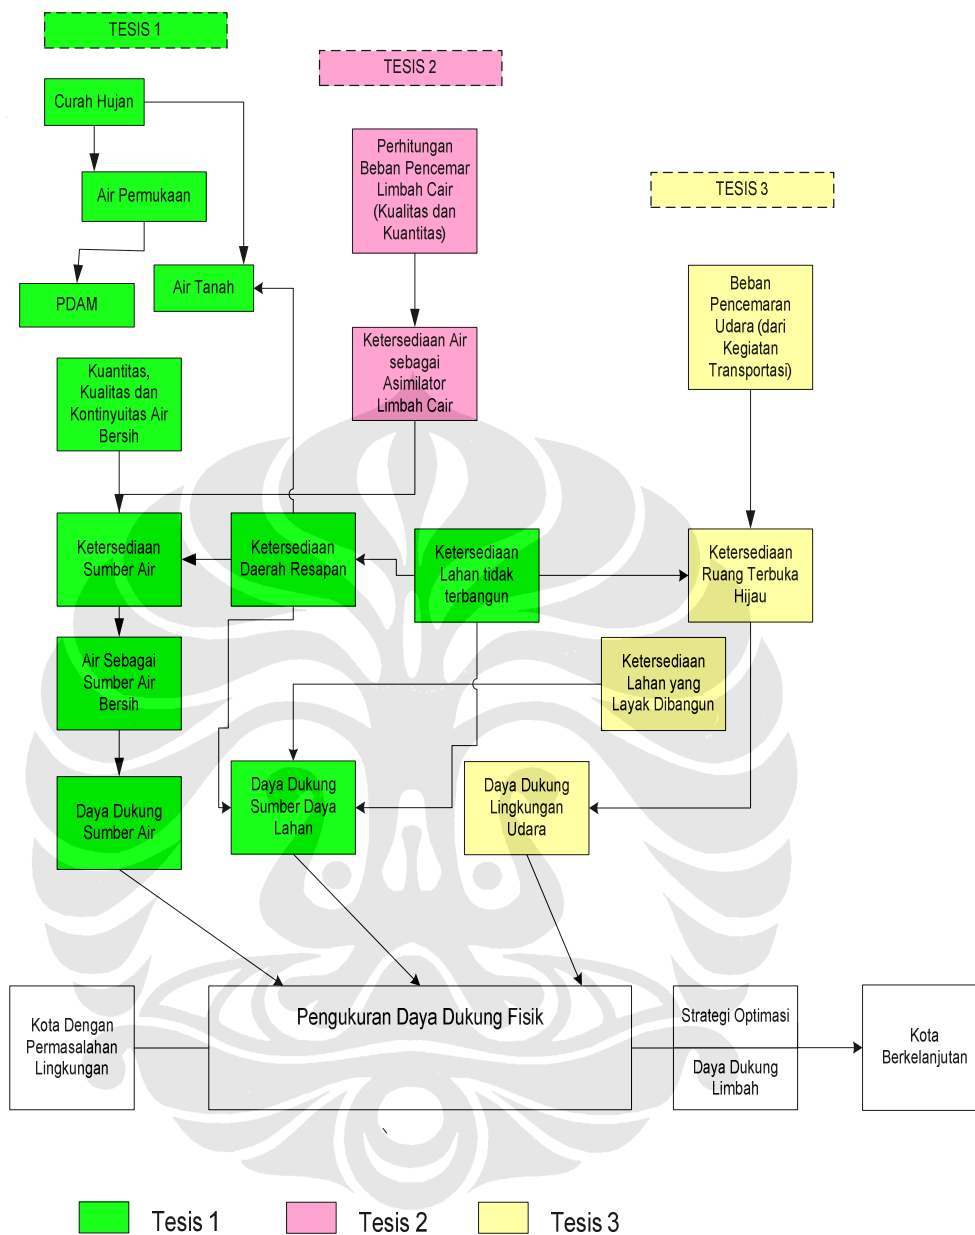 TESIS 1
TESIS 2
Curah Hujan
Perhitungan
Beban Pencemar
Limbah Cair
(Kualitas dan
Kuantitas)
Air Permukaan
TESIS 3
Air Tanah
PDAM
Beban
Pencemaran
Udara (dari
Kegiatan
Transportasi)
Ketersediaan Air
sebagai
Asimilator
Limbah Cair
Kuantitas,
Kualitas dan
Kontinyuitas Air
Bersih
Ketersediaan
Sumber Air
Ketersediaan
Daerah Resapan
Ketersediaan
Lahan tidak
terbangun
Ketersediaan
Ruang Terbuka
Hijau
Air Sebagai
Sumber Air
Bersih
Ketersediaan
Lahan yang
Layak Dibangun
Daya Dukung
Sumber Air
Daya Dukung
Sumber Daya
Lahan
Daya Dukung
Lingkungan
Udara
Kota Dengan
Permasalahan
Lingkungan
Pengukuran Daya Dukung Fisik
Strategi Optimasi
Daya Dukung
Limbah
Kota
Berkelanjutan
Tesis 1
Tesis 2
Tesis 3